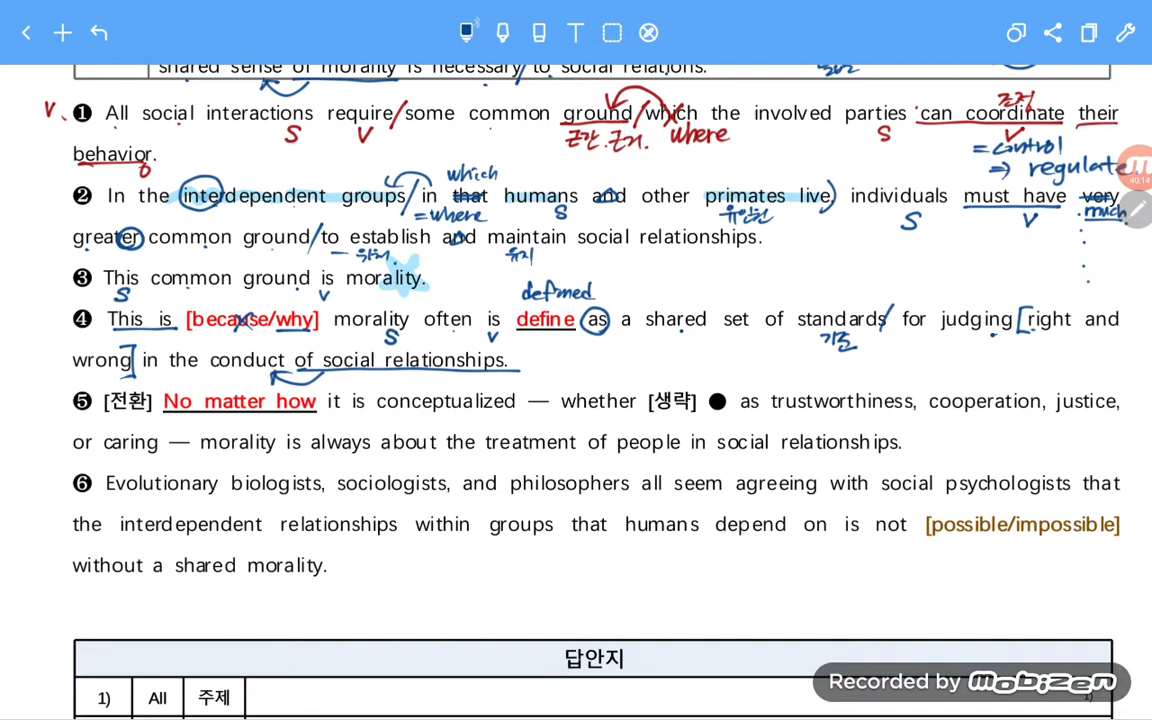 shared sense of morality is necessary to social relations.
조정
❶ All social interactions require/some common ground/which the involved parties can coordinate their
S V 근간.근거. where S V
behavior.
O
= control
⇒ regulate
40:14
which
❷ In the interdependent groups/in that humans and other primates live) individuals must have very
= where S 유인원 S V much
greater common ground/to establish and maintain social relationships.
유지
❸ This common ground is morality.
S V
defined
❹ This is [because/why] morality often is define as a shared set of standards/ for judging [right and
S V 기준
wrong] in the conduct of social relationships.
❺ [전환] No matter how it is conceptualized — whether [생략] ● as trustworthiness, cooperation, justice,
or caring — morality is always about the treatment of people in social relationships.
❻ Evolutionary biologists, sociologists, and philosophers all seem agreeing with social psychologists that
the interdependent relationships within groups that humans depend on is not [possible/impossible]
without a shared morality.
답안지
1) All 주제 1)
Recorded by mobizen